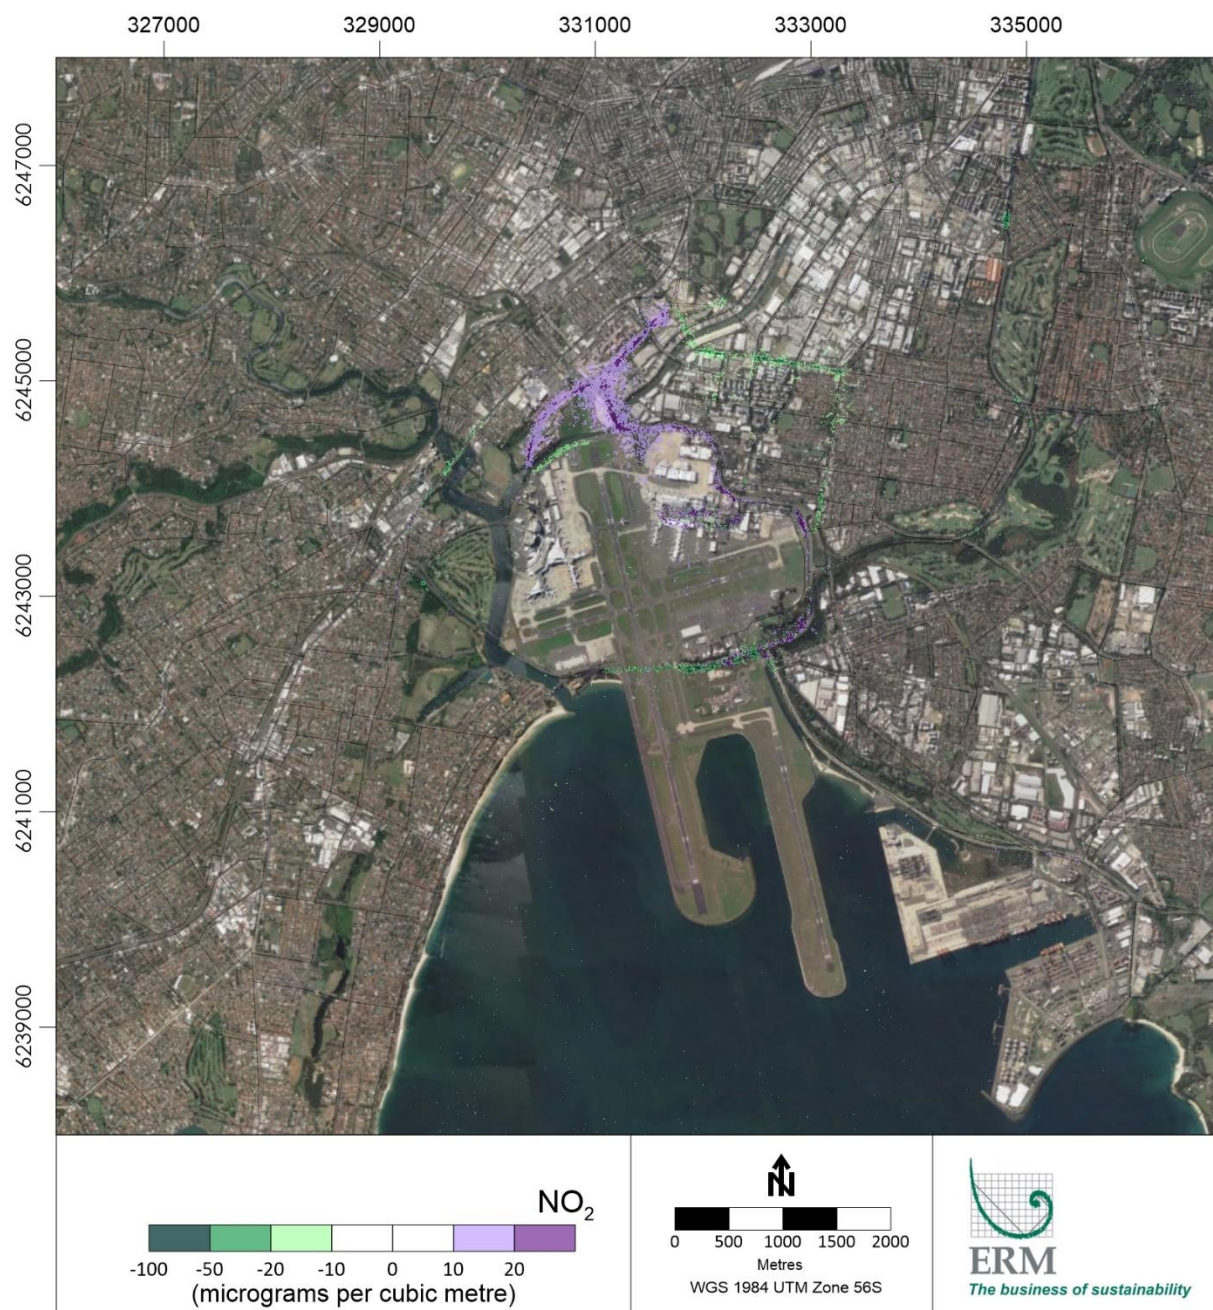 327000 329000 331000 333000 335000
6247000
6245000
6243000
6241000
6239000
NO₂
-100 -50 -20 -10 0 10 20
(micrograms per cubic metre)
N
0 500 1000 1500 2000
Metres
WGS 1984 UTM Zone 56S
ERM
The business of sustainability